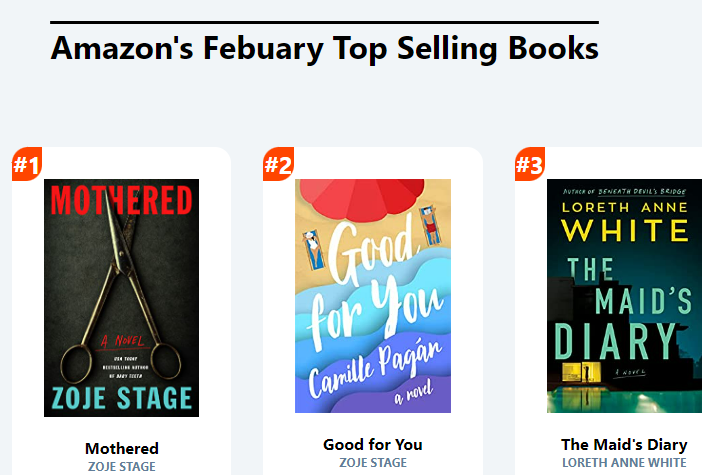 Amazon's Febuary Top Selling Books
#1
MOTHERED
A NOVEL
USA TODAY
BESTSELLING AUTHOR
OF BABY TEETH
ZOJE STAGE
Mothered
ZOJE STAGE
#2
Good
for You
Camille Pagán
a novel
Good for You
ZOJE STAGE
#3
AUTHOR OF BENEATH DEVIL'S BRIDGE
LORETH ANNE
WHITE
THE
MAID'S
DIARY
A NOVEL
The Maid's Diary
LORETH ANNE WHITE